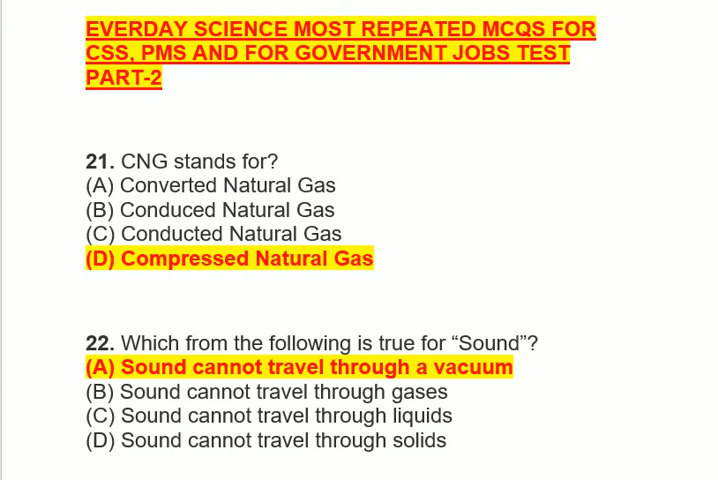 EVERDAY SCIENCE MOST REPEATED MCQS FOR
CSS, PMS AND FOR GOVERNMENT JOBS TEST
PART-2
21. CNG stands for?
(A) Converted Natural Gas
(B) Conduced Natural Gas
(C) Conducted Natural Gas
(D) Compressed Natural Gas
22. Which from the following is true for “Sound”?
(A) Sound cannot travel through a vacuum
(B) Sound cannot travel through gases
(C) Sound cannot travel through liquids
(D) Sound cannot travel through solids